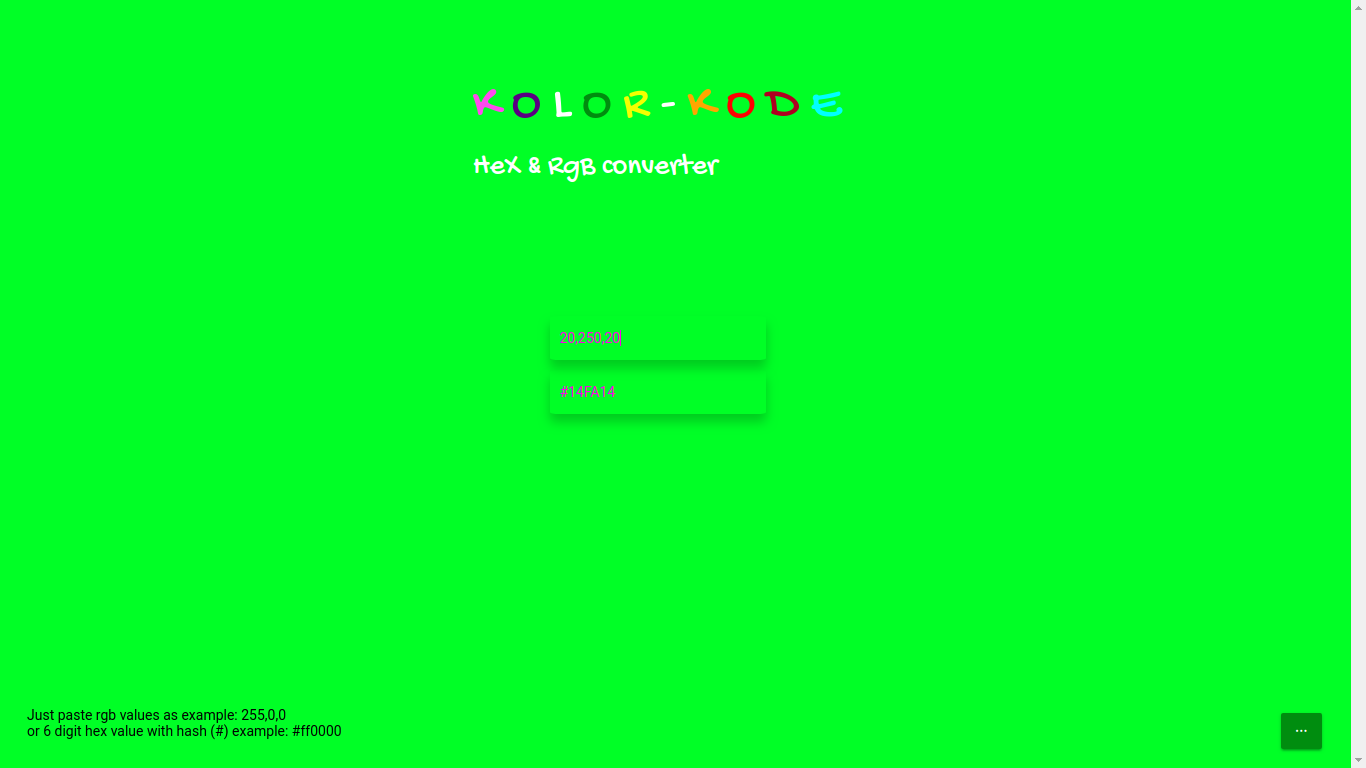 KOLOR-KODE
HeX & RgB converter
20,250,20
#14FA14
Just paste rgb values as example: 255,0,0
or 6 digit hex value with hash (#) example: #ff0000
...